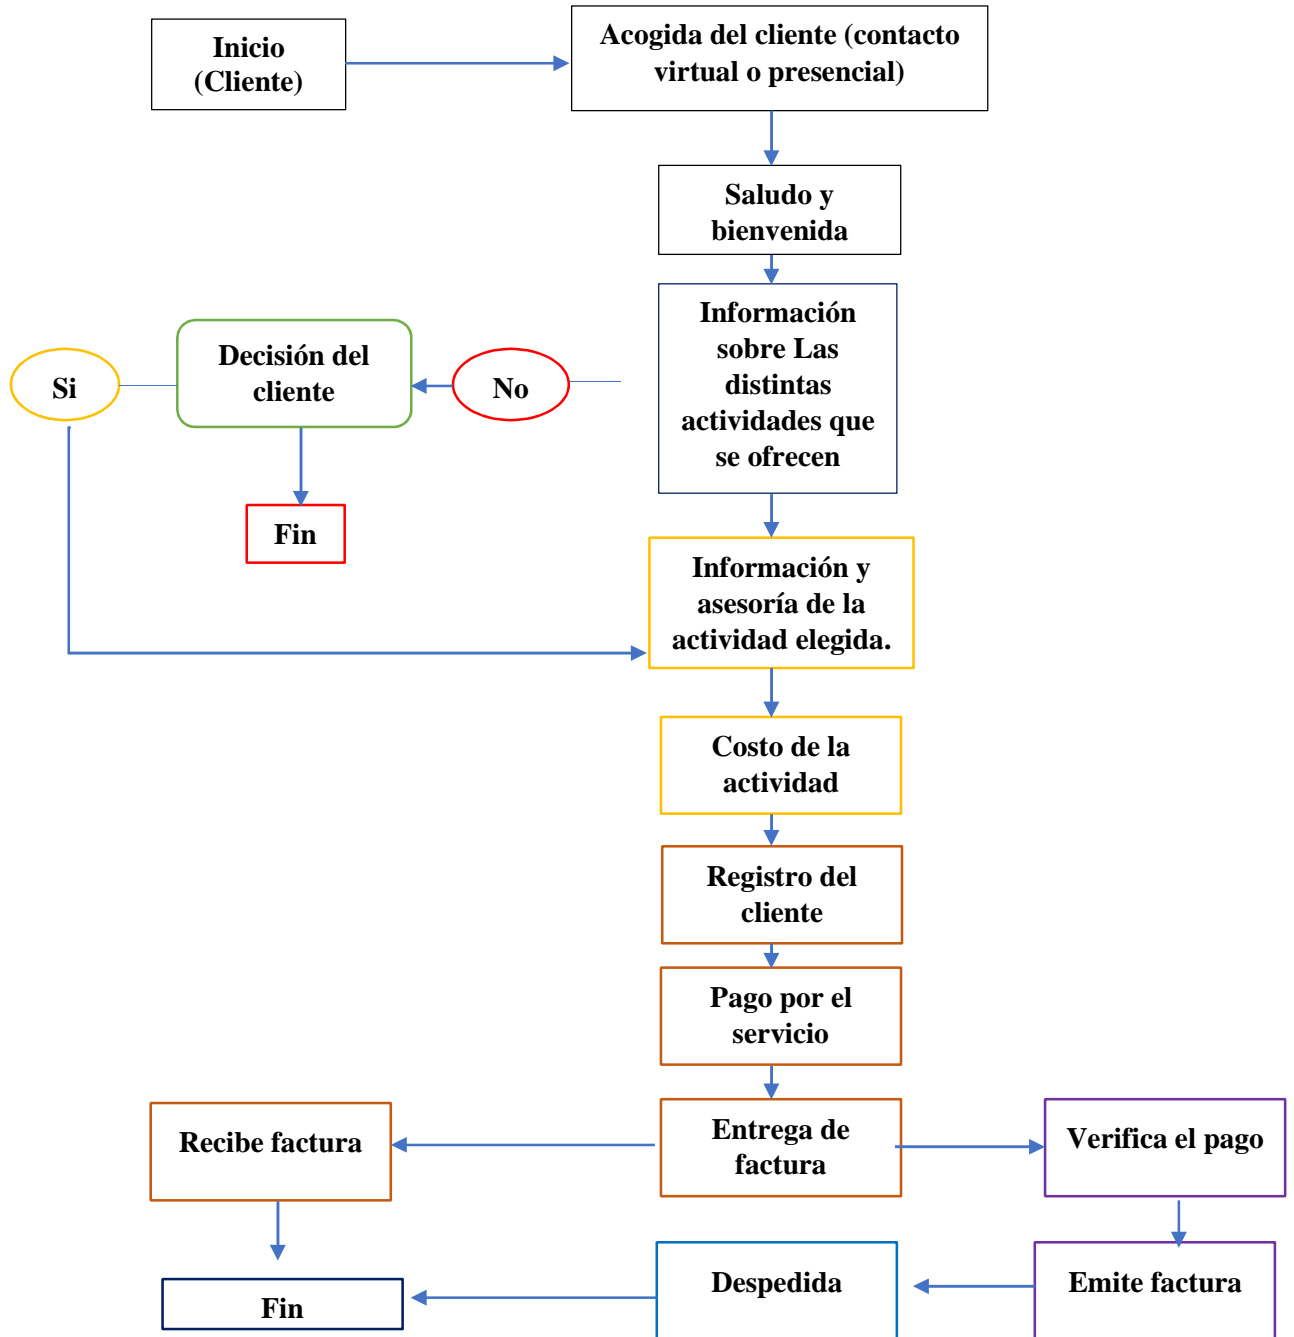 Inicio
(Cliente)
Acogida del cliente (contacto
virtual o presencial)
Saludo y
bienvenida
Información
sobre Las
distintas
actividades que
se ofrecen
Si
Decisión del
cliente
No
Fin
Información y
asesoría de la
actividad elegida.
Costo de la
actividad
Registro del
cliente
Pago por el
servicio
Recibe factura
Entrega de
factura
Verifica el pago
Fin
Despedida
Emite factura